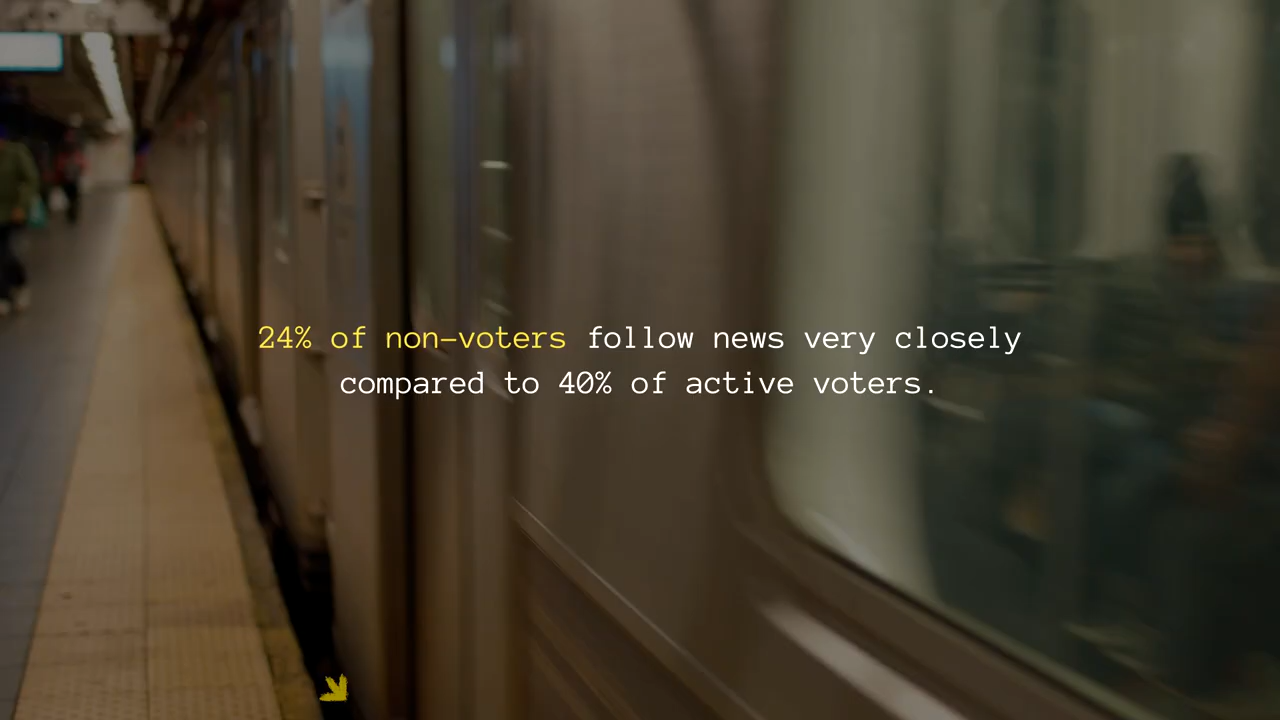 24% of non-voters follow news very closely
compared to 40% of active voters.